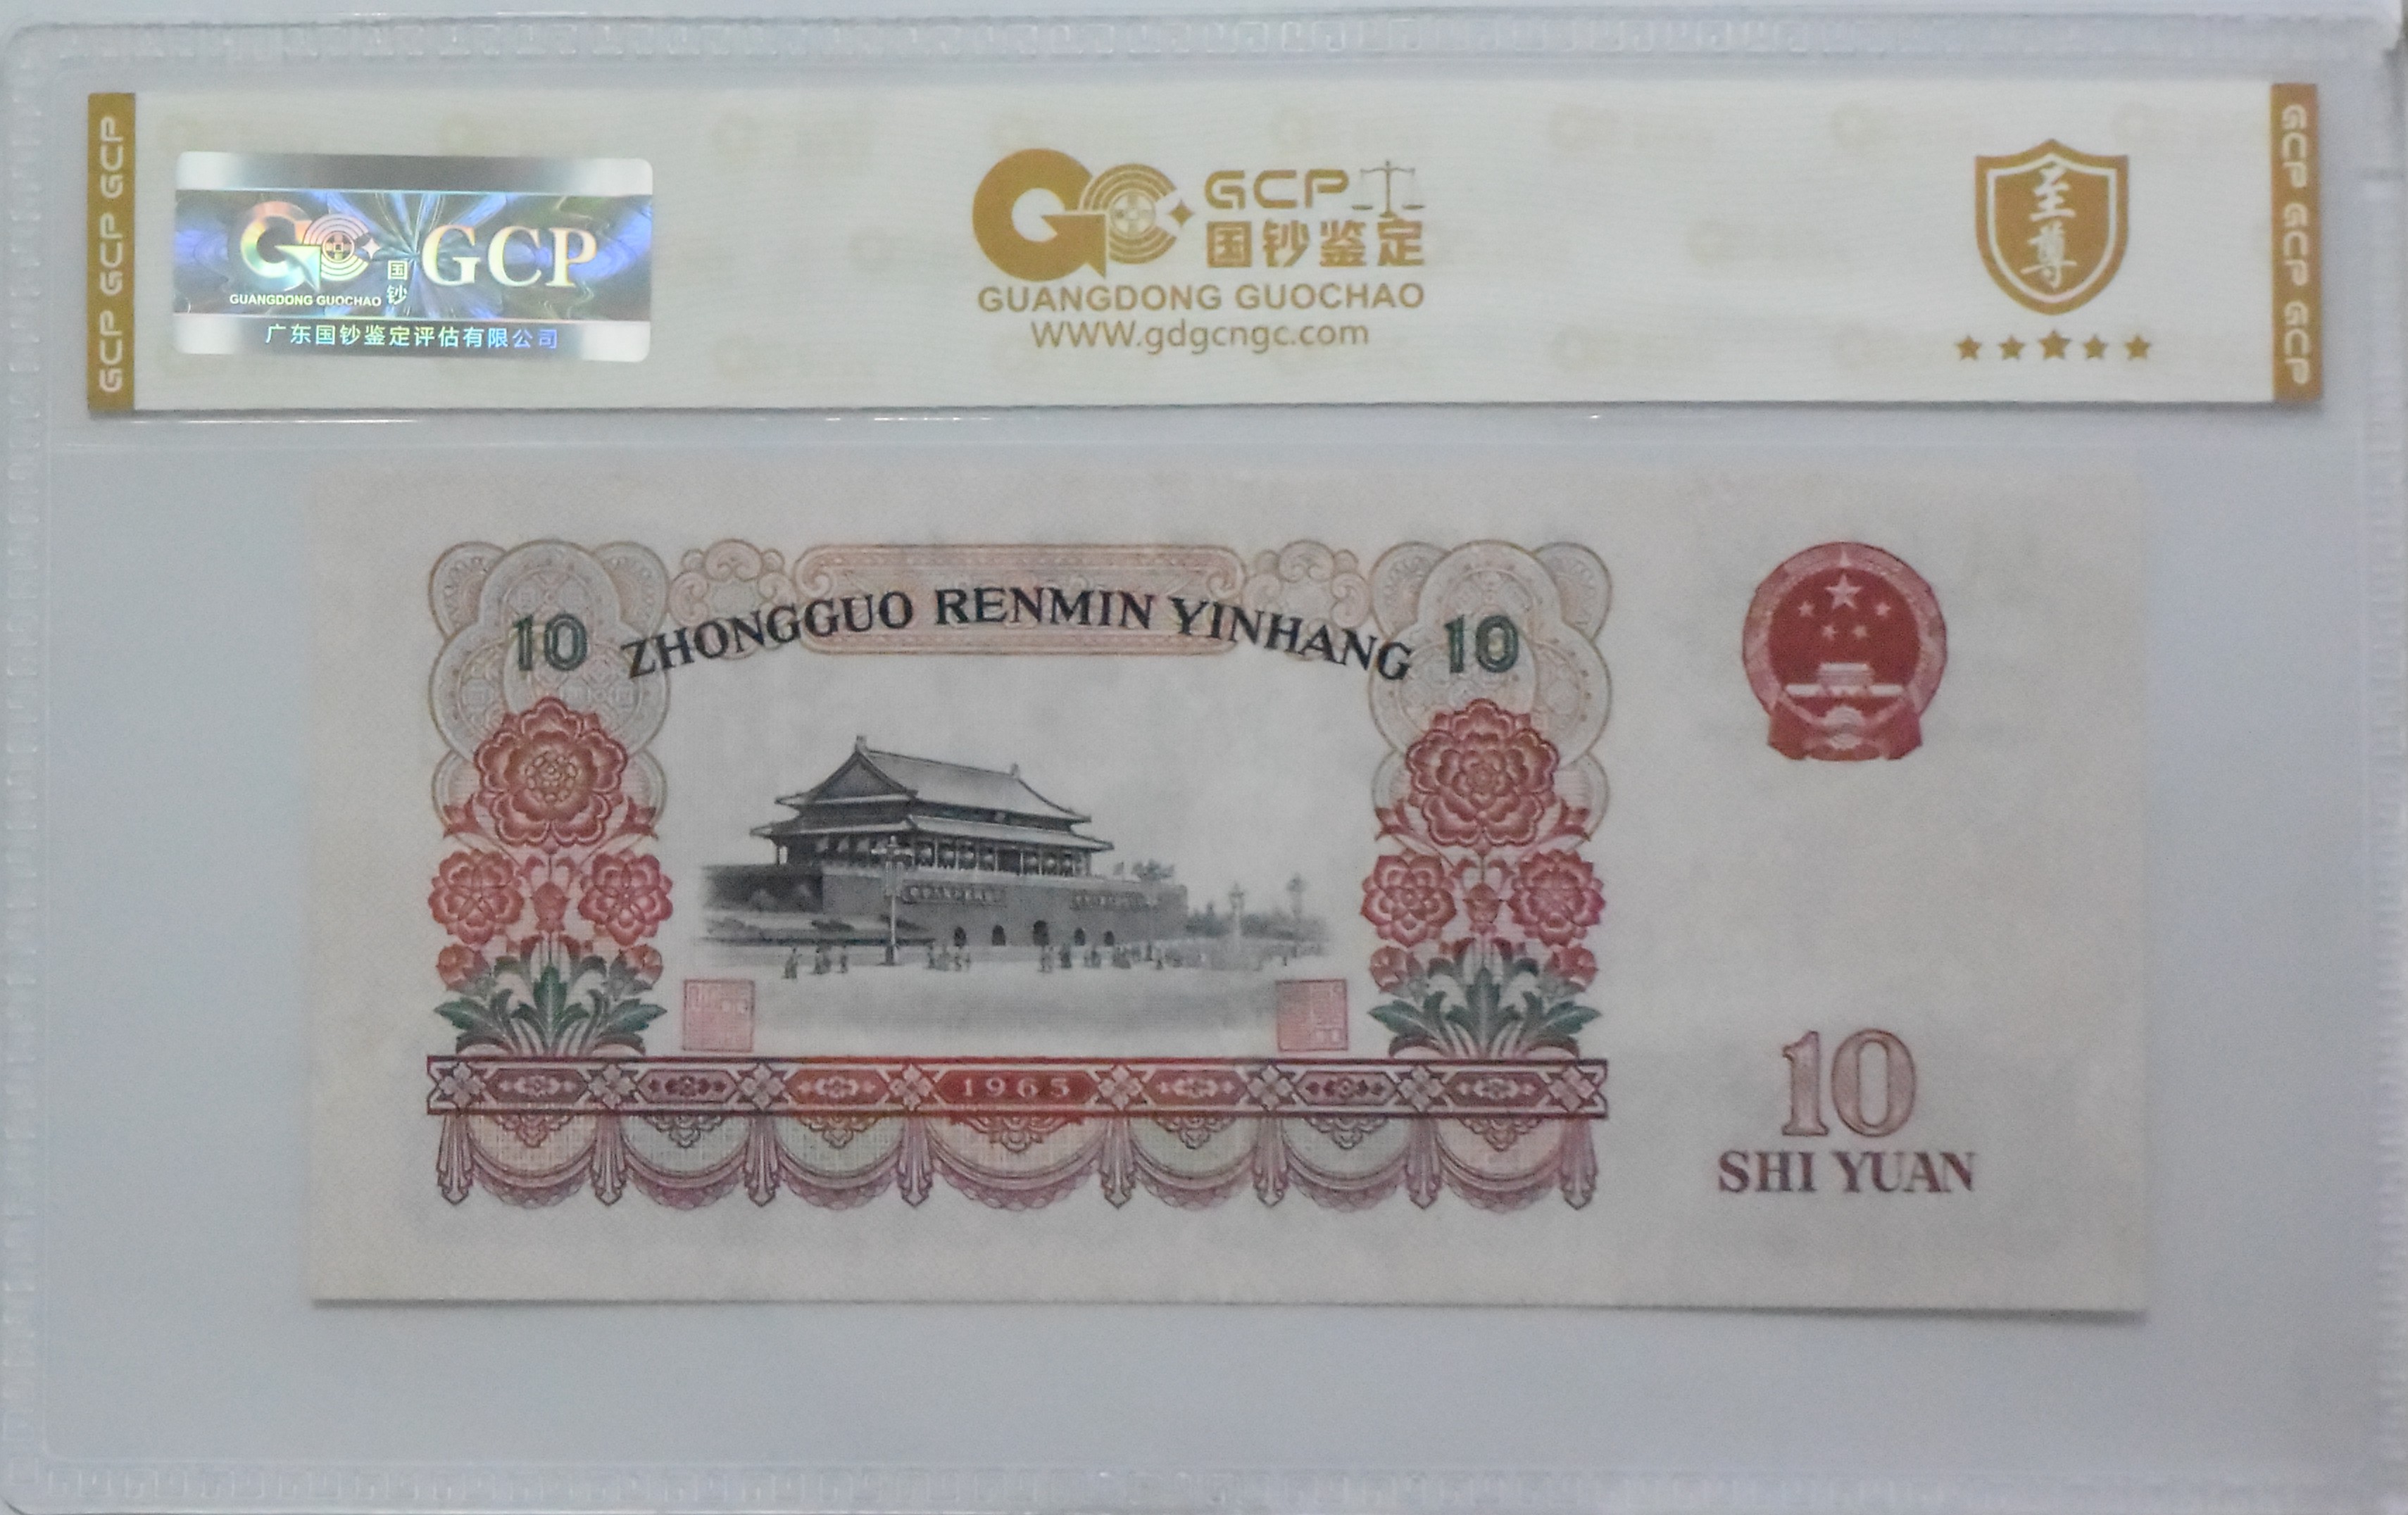 GCP GCP GCP
GCP
国钞
GUANGDONG GUOCHAO
广东国钞鉴定评估有限公司
GCP
国钞鉴定
GUANGDONG GUOCHAO
WWW.gdgcngc.com
至尊
GCP GCP GCP
10 ZHONGGUO RENMIN YINHANG 10
1965
10
SHI YUAN